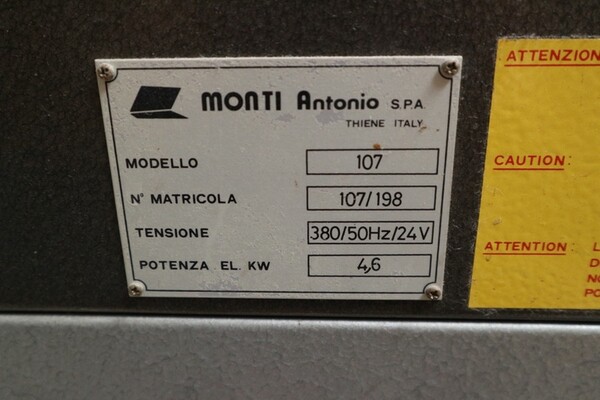 MONTI Antonio S.P.A.
THIENE ITALY
MODELLO 107
N° MATRICOLA 107/198
TENSIONE 380/50Hz/24V
POTENZA EL. KW 4,6
ATTENZION
CAUTION:
ATTENTION: